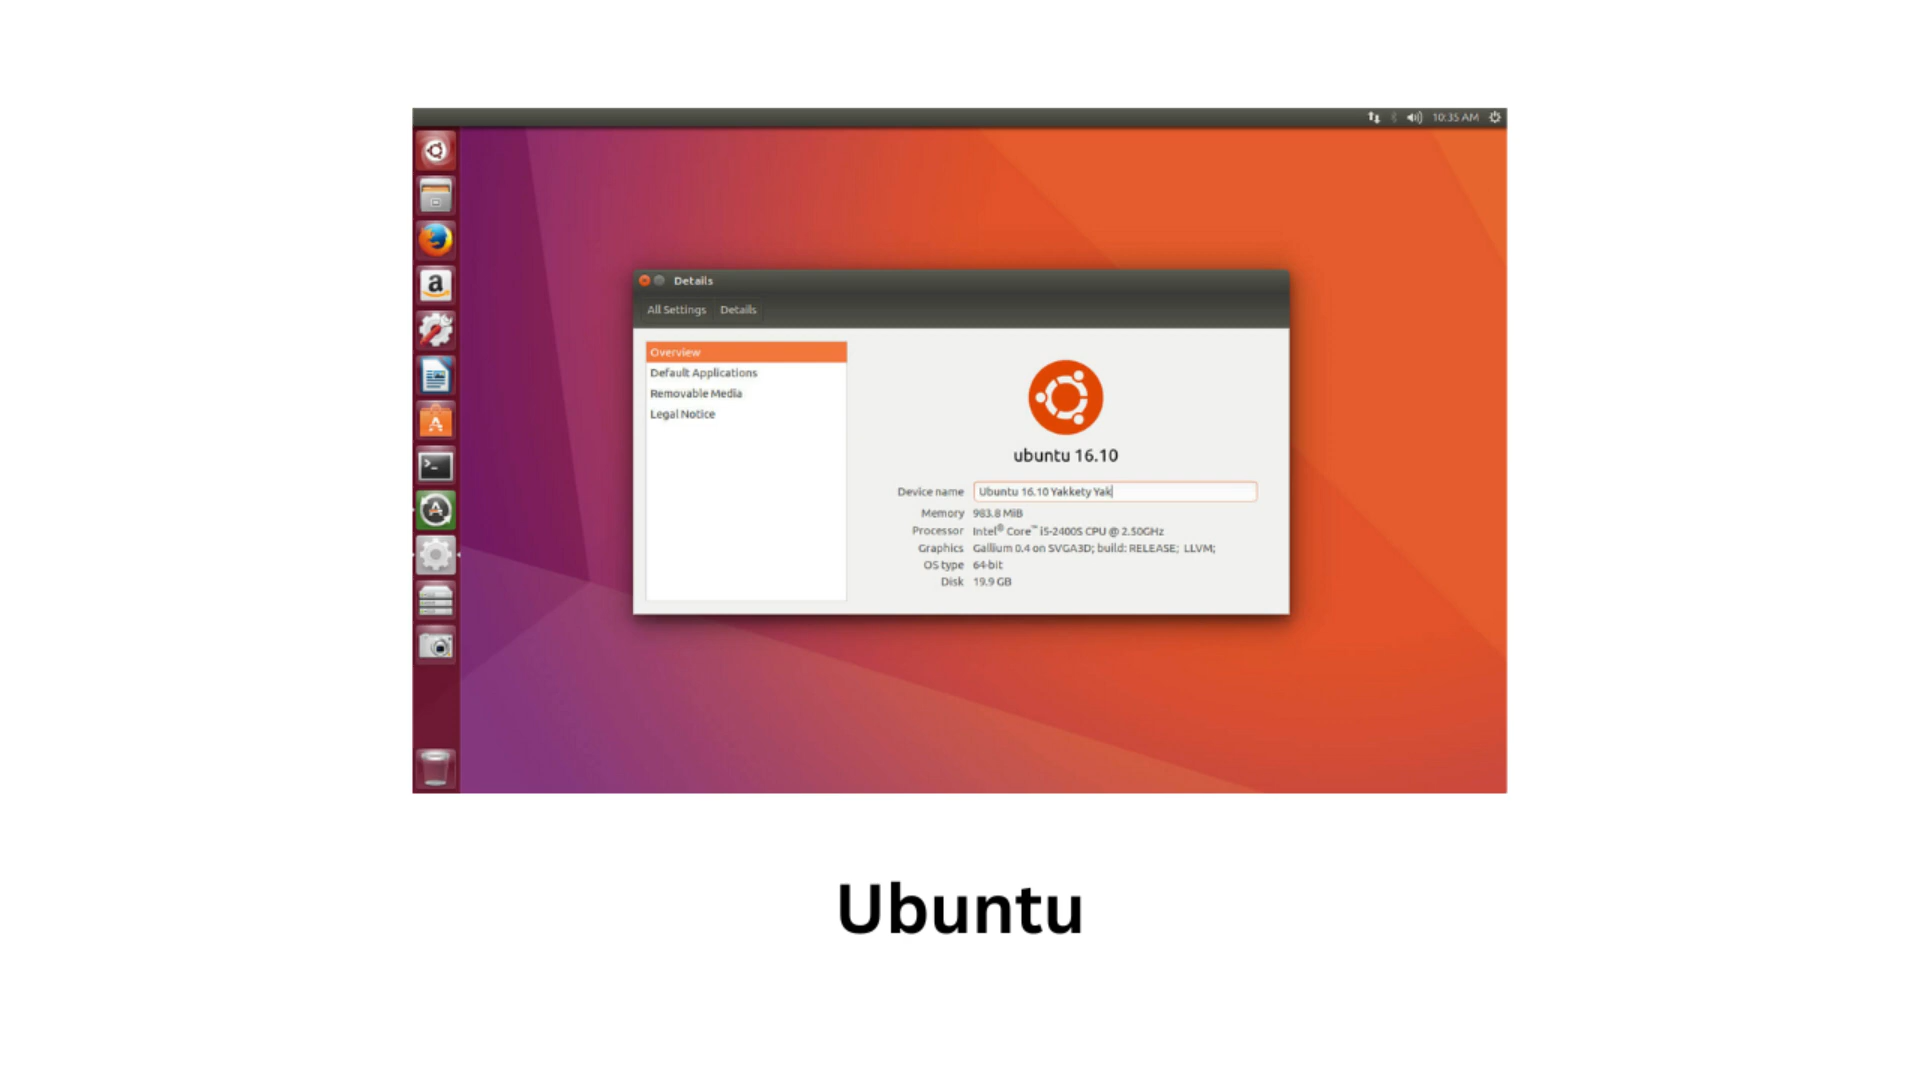 10:35 AM
Details
All Settings Details
Overview
Default Applications
Removable Media
Legal Notice
ubuntu 16.10
Device name Ubuntu 16.10 Yakkety Yak
Memory 983.8 MiB
Processor Intel® Core™ i5-2400S CPU @ 2.50GHz
Graphics Gallium 0.4 on SVGA3D; build: RELEASE; LLVM;
OS type 64-bit
Disk 19.9 GB
Ubuntu